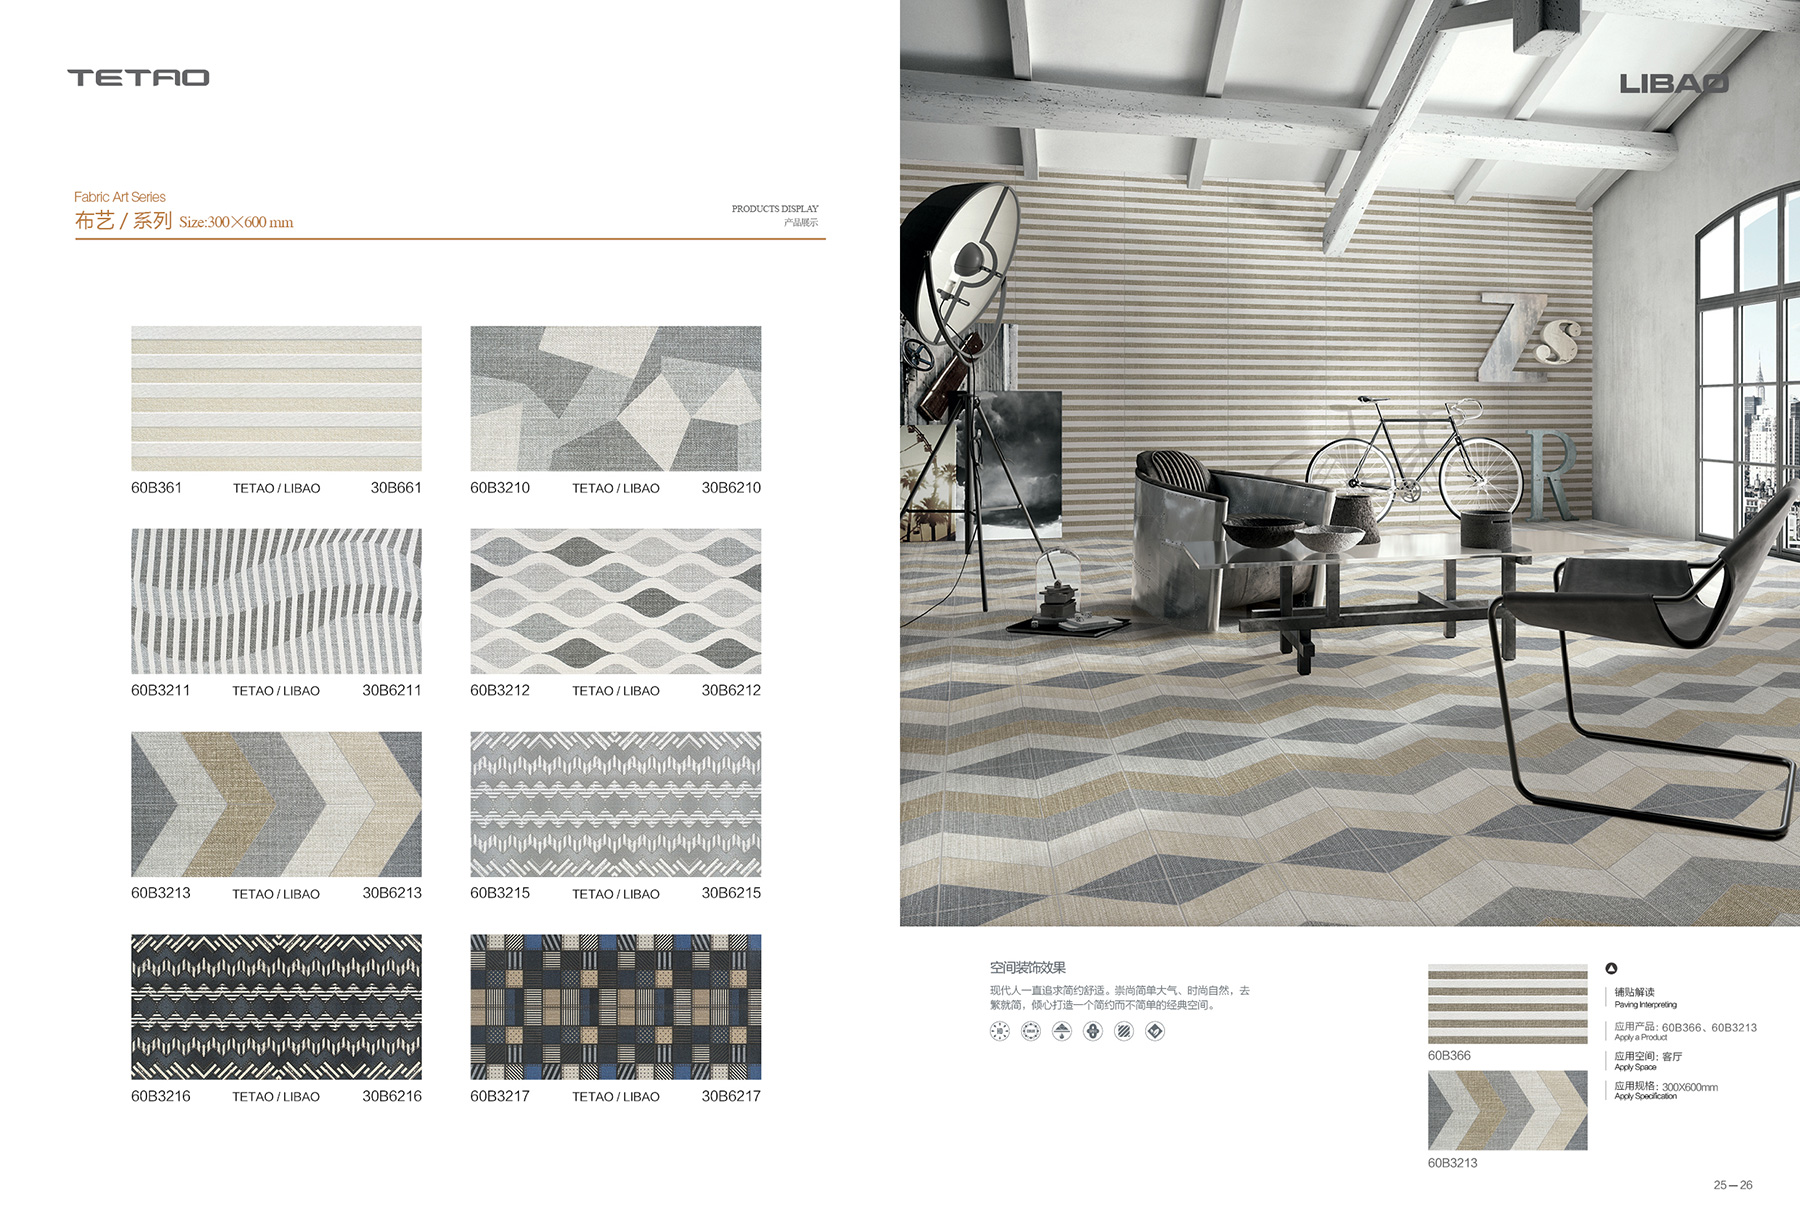 TETAO
LIBAO
Fabric Art Series
布艺 / 系列 Size:300×600 mm
PRODUCTS DISPLAY
产品展示
60B361 TETAO / LIBAO 30B661
60B3210 TETAO / LIBAO 30B6210
60B3211 TETAO / LIBAO 30B6211
60B3212 TETAO / LIBAO 30B6212
60B3213 TETAO / LIBAO 30B6213
60B3215 TETAO / LIBAO 30B6215
60B3216 TETAO / LIBAO 30B6216
60B3217 TETAO / LIBAO 30B6217
Z
S
R
空间装饰效果
现代人一直追求简约舒适。崇尚简单大气、时尚自然，去
繁就简，倾心打造一个简约而不简单的经典空间。
60B366
60B3213
铺贴解读
Paving Interpreting
应用产品: 60B366、60B3213
Apply a Product
应用空间: 客厅
Apply Space
应用规格: 300X600mm
Apply Specification
25—26